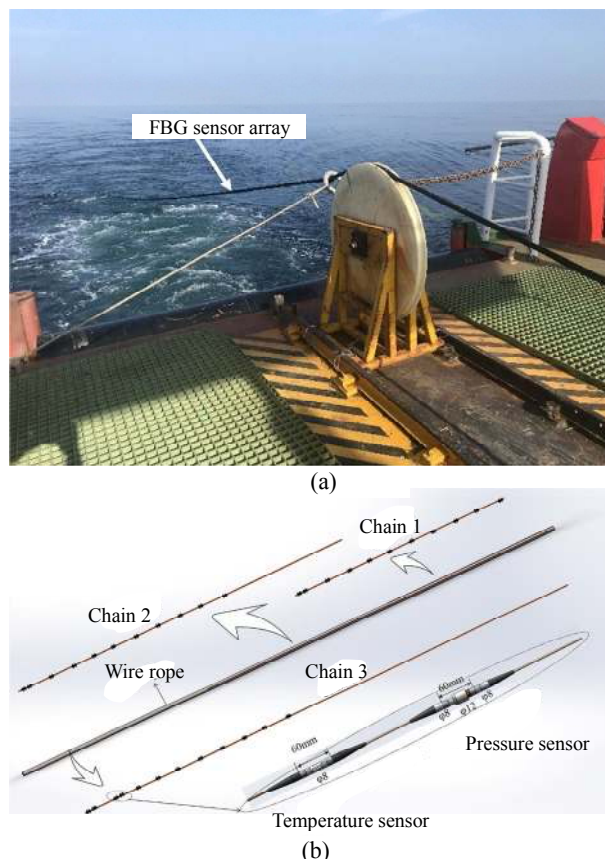 FBG sensor array
(a)
Chain 1
Chain 2
Wire rope
Chain 3
60mm
φ8
φ12
φ8
Pressure sensor
60mm
φ8
Temperature sensor
(b)